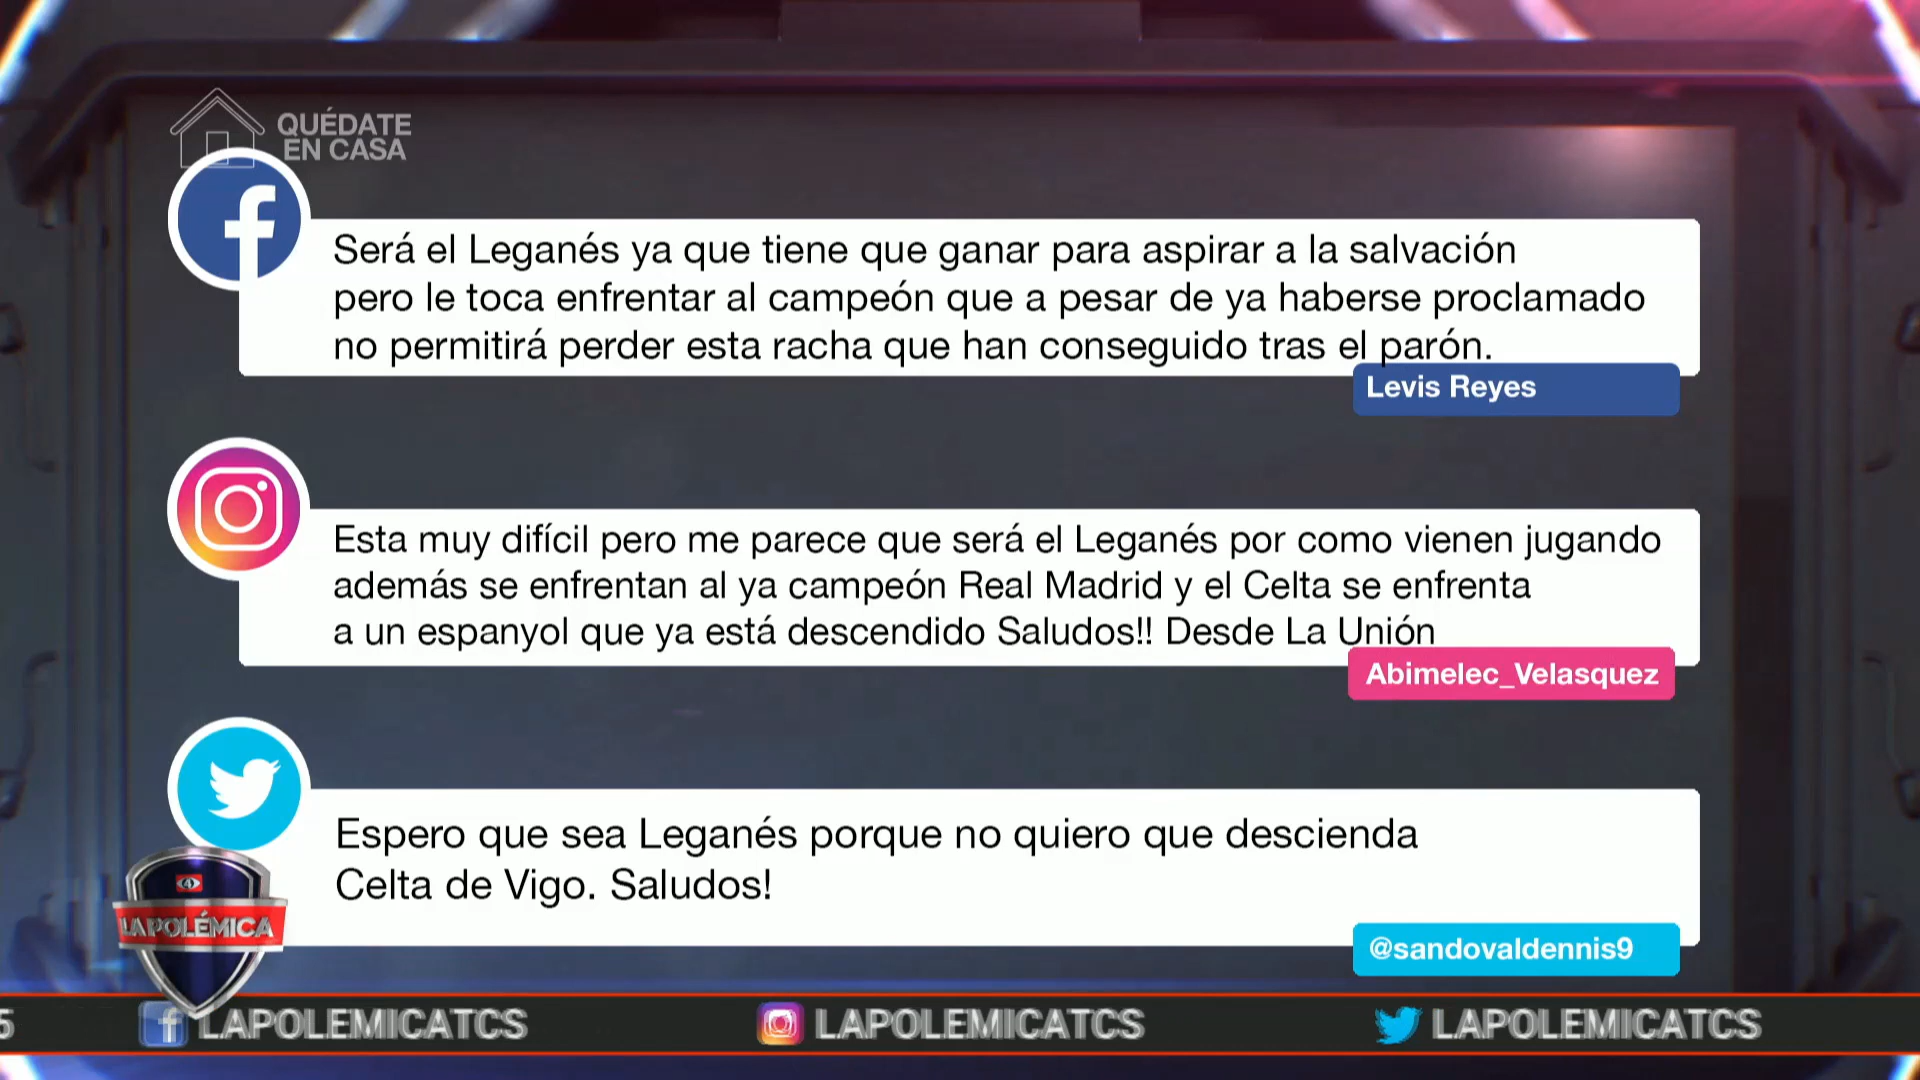 QUÉDATE
EN CASA
Será el Leganés ya que tiene que ganar para aspirar a la salvación
pero le toca enfrentar al campeón que a pesar de ya haberse proclamado
no permitirá perder esta racha que han conseguido tras el parón.
Levis Reyes
Esta muy difícil pero me parece que será el Leganés por como vienen jugando
además se enfrentan al ya campeón Real Madrid y el Celta se enfrenta
a un espanyol que ya está descendido Saludos!! Desde La Unión
Abimelec_Velasquez
Espero que sea Leganés porque no quiero que descienda
Celta de Vigo. Saludos!
@sandovaldennis9
4
LA POLÉMICA
5 LAPOLEMICATCS LAPOLEMICATCS LAPOLEMICATCS